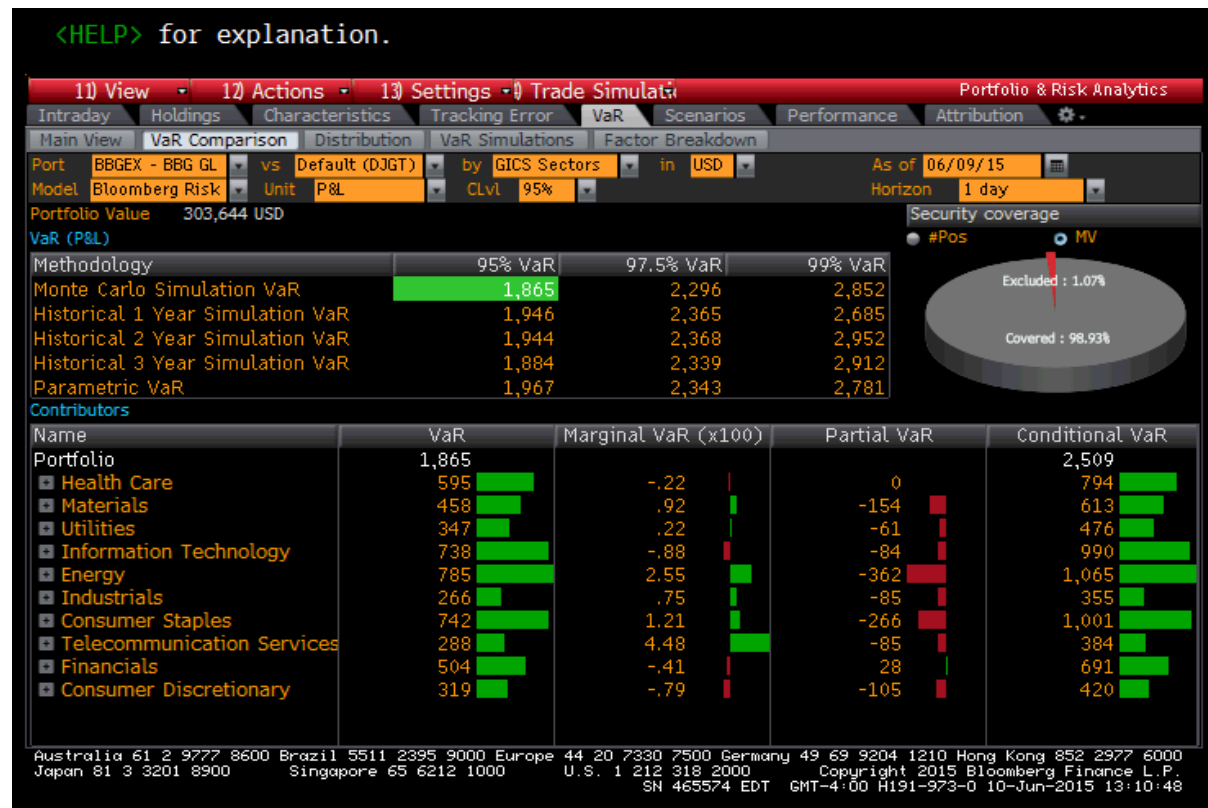 <HELP> for explanation.
11) View 12) Actions 13) Settings Trade Simulati Portfolio & Risk Analytics
Intraday Holdings Characteristics Tracking Error VaR Scenarios Performance Attribution
Main View VaR Comparison Distribution VaR Simulations Factor Breakdown
Port BBGEX - BBG GL vs Default (DJGT) by GICS Sectors in USD As of 06/09/15
Model Bloomberg Risk Unit P&L CLvl 95% Horizon 1 day
Portfolio Value 303,644 USD Security coverage
VaR (P&L) #Pos MV
Methodology 95% VaR 97.5% VaR 99% VaR
Monte Carlo Simulation VaR 1,865 2,296 2,852
Historical 1 Year Simulation VaR 1,946 2,365 2,685
Historical 2 Year Simulation VaR 1,944 2,368 2,952
Historical 3 Year Simulation VaR 1,884 2,339 2,912
Parametric VaR 1,967 2,343 2,781
Excluded : 1.07%
Covered : 98.93%
Contributors
Name VaR Marginal VaR (x100) Partial VaR Conditional VaR
Portfolio 1,865 2,509
Health Care 595 -.22 0 794
Materials 458 .92 -154 613
Utilities 347 .22 -61 476
Information Technology 738 -.88 -84 990
Energy 785 2.55 -362 1,065
Industrials 266 .75 -85 355
Consumer Staples 742 1.21 -266 1,001
Telecommunication Services 288 4.48 -85 384
Financials 504 -.41 28 691
Consumer Discretionary 319 -.79 -105 420
Australia 61 2 9777 8600 Brazil 5511 2395 9000 Europe 44 20 7330 7500 Germany 49 69 9204 1210 Hong Kong 852 2977 6000
Japan 81 3 3201 8900 Singapore 65 6212 1000 U.S. 1 212 318 2000 Copyright 2015 Bloomberg Finance L.P.
SN 465574 EDT GMT-4:00 H191-973-0 10-Jun-2015 13:10:48